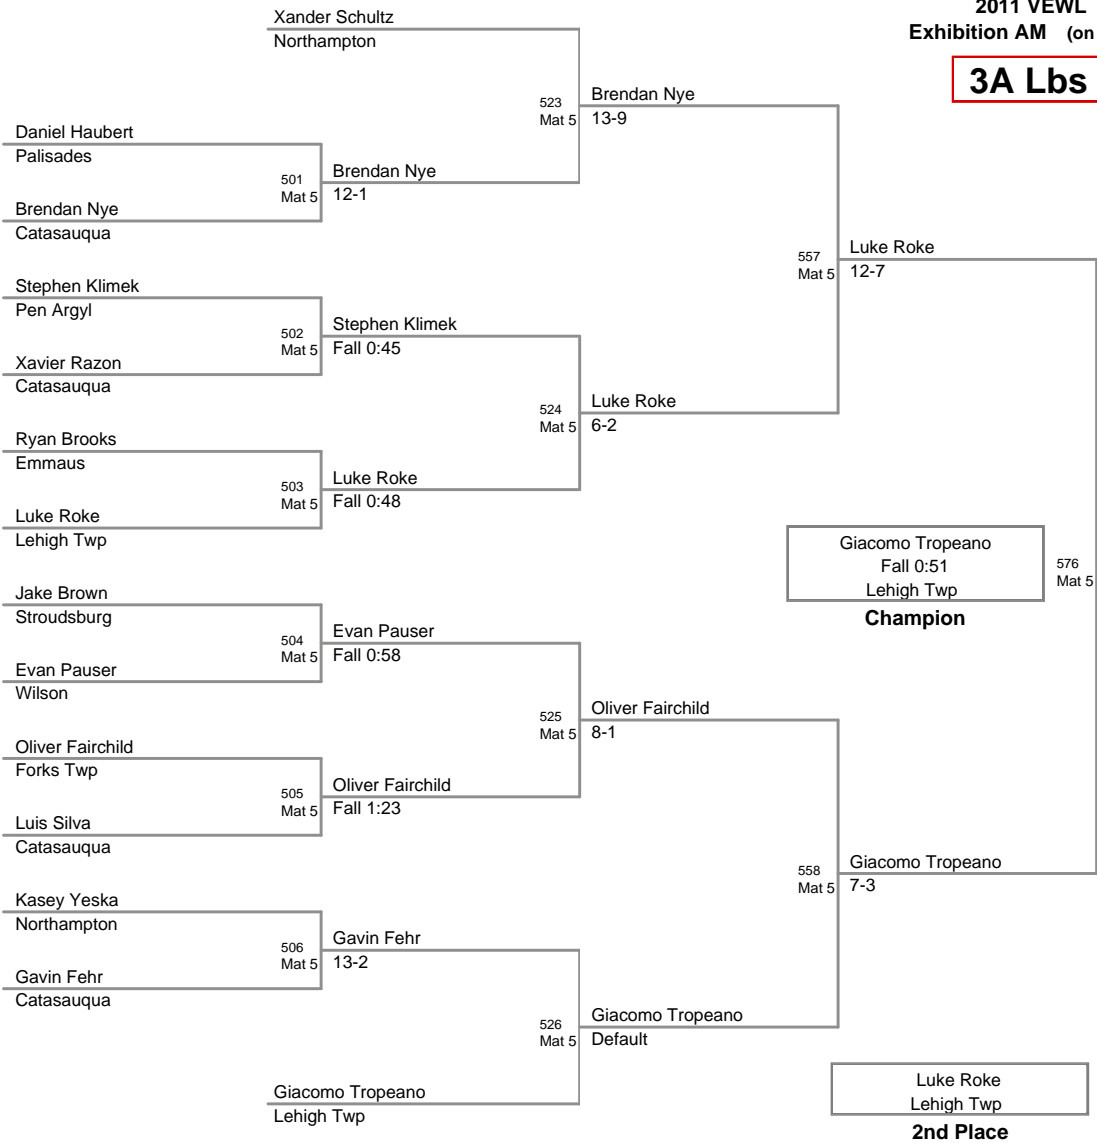 2011 VEWL
Exhibition AM (on
3A Lbs
Xander Schultz
Northampton
523
Mat 5
Brendan Nye
13-9
Daniel Haubert
Palisades
501
Mat 5
Brendan Nye
12-1
Brendan Nye
Catasauqua
557
Mat 5
Luke Roke
12-7
Stephen Klimek
Pen Argyl
502
Mat 5
Stephen Klimek
Fall 0:45
Xavier Razon
Catasauqua
524
Mat 5
Luke Roke
6-2
Ryan Brooks
Emmaus
503
Mat 5
Luke Roke
Fall 0:48
Luke Roke
Lehigh Twp
Giacomo Tropeano
Fall 0:51
Lehigh Twp
Champion
576
Mat 5
Jake Brown
Stroudsburg
504
Mat 5
Evan Pauser
Fall 0:58
Evan Pauser
Wilson
525
Mat 5
Oliver Fairchild
8-1
Oliver Fairchild
Forks Twp
505
Mat 5
Oliver Fairchild
Fall 1:23
Luis Silva
Catasauqua
558
Mat 5
Giacomo Tropeano
7-3
Kasey Yeska
Northampton
506
Mat 5
Gavin Fehr
13-2
Gavin Fehr
Catasauqua
526
Mat 5
Giacomo Tropeano
Default
Giacomo Tropeano
Lehigh Twp
Luke Roke
Lehigh Twp
2nd Place